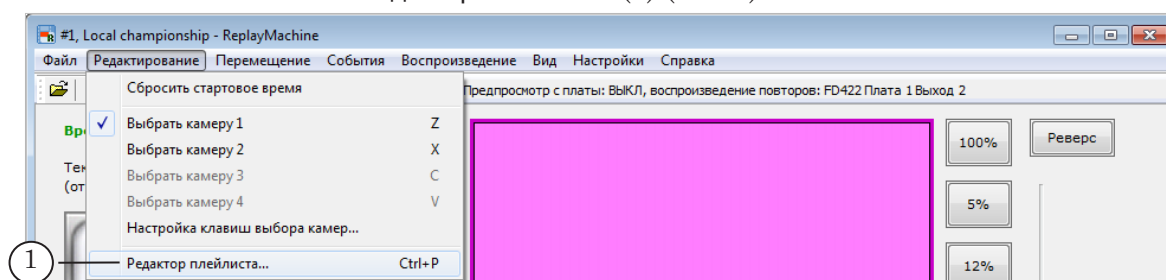 #1, Local championship - ReplayMachine
Файл Редактирование Перемещение События Воспроизведение Вид Настройки Справка
Сбросить стартовое время
Предпросмотр с платы: ВЫКЛ, воспроизведение повторов: FD422 Плата 1 Выход 2
Выбрать камеру 1 Z
Выбрать камеру 2 X
Выбрать камеру 3 C
Выбрать камеру 4 V
Настройка клавиш выбора камер...
1
Редактор плейлиста... Ctrl+P
100% Реверс
5%
12%